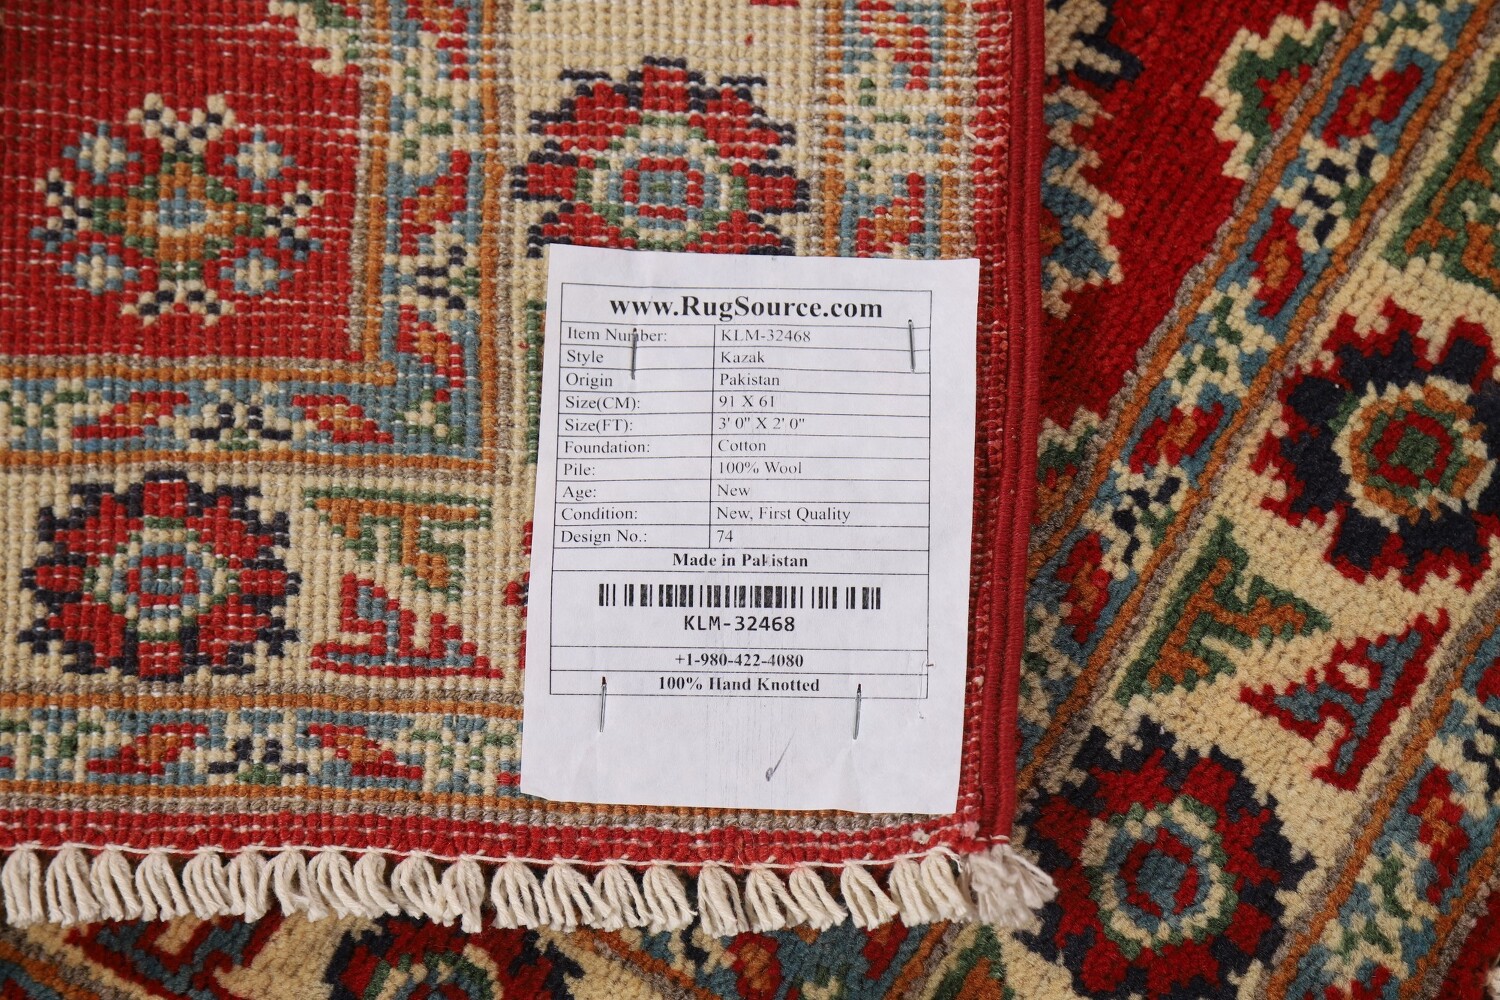 www.RugSource.com
Item Number: KLM-32468
Style Kazak
Origin Pakistan
Size(CM): 91 X 61
Size(FT): 3' 0" X 2' 0"
Foundation: Cotton
Pile: 100% Wool
Age: New
Condition: New, First Quality
Design No.: 74
Made in Pakistan
KLM-32468
+1-980-422-4080
100% Hand Knotted